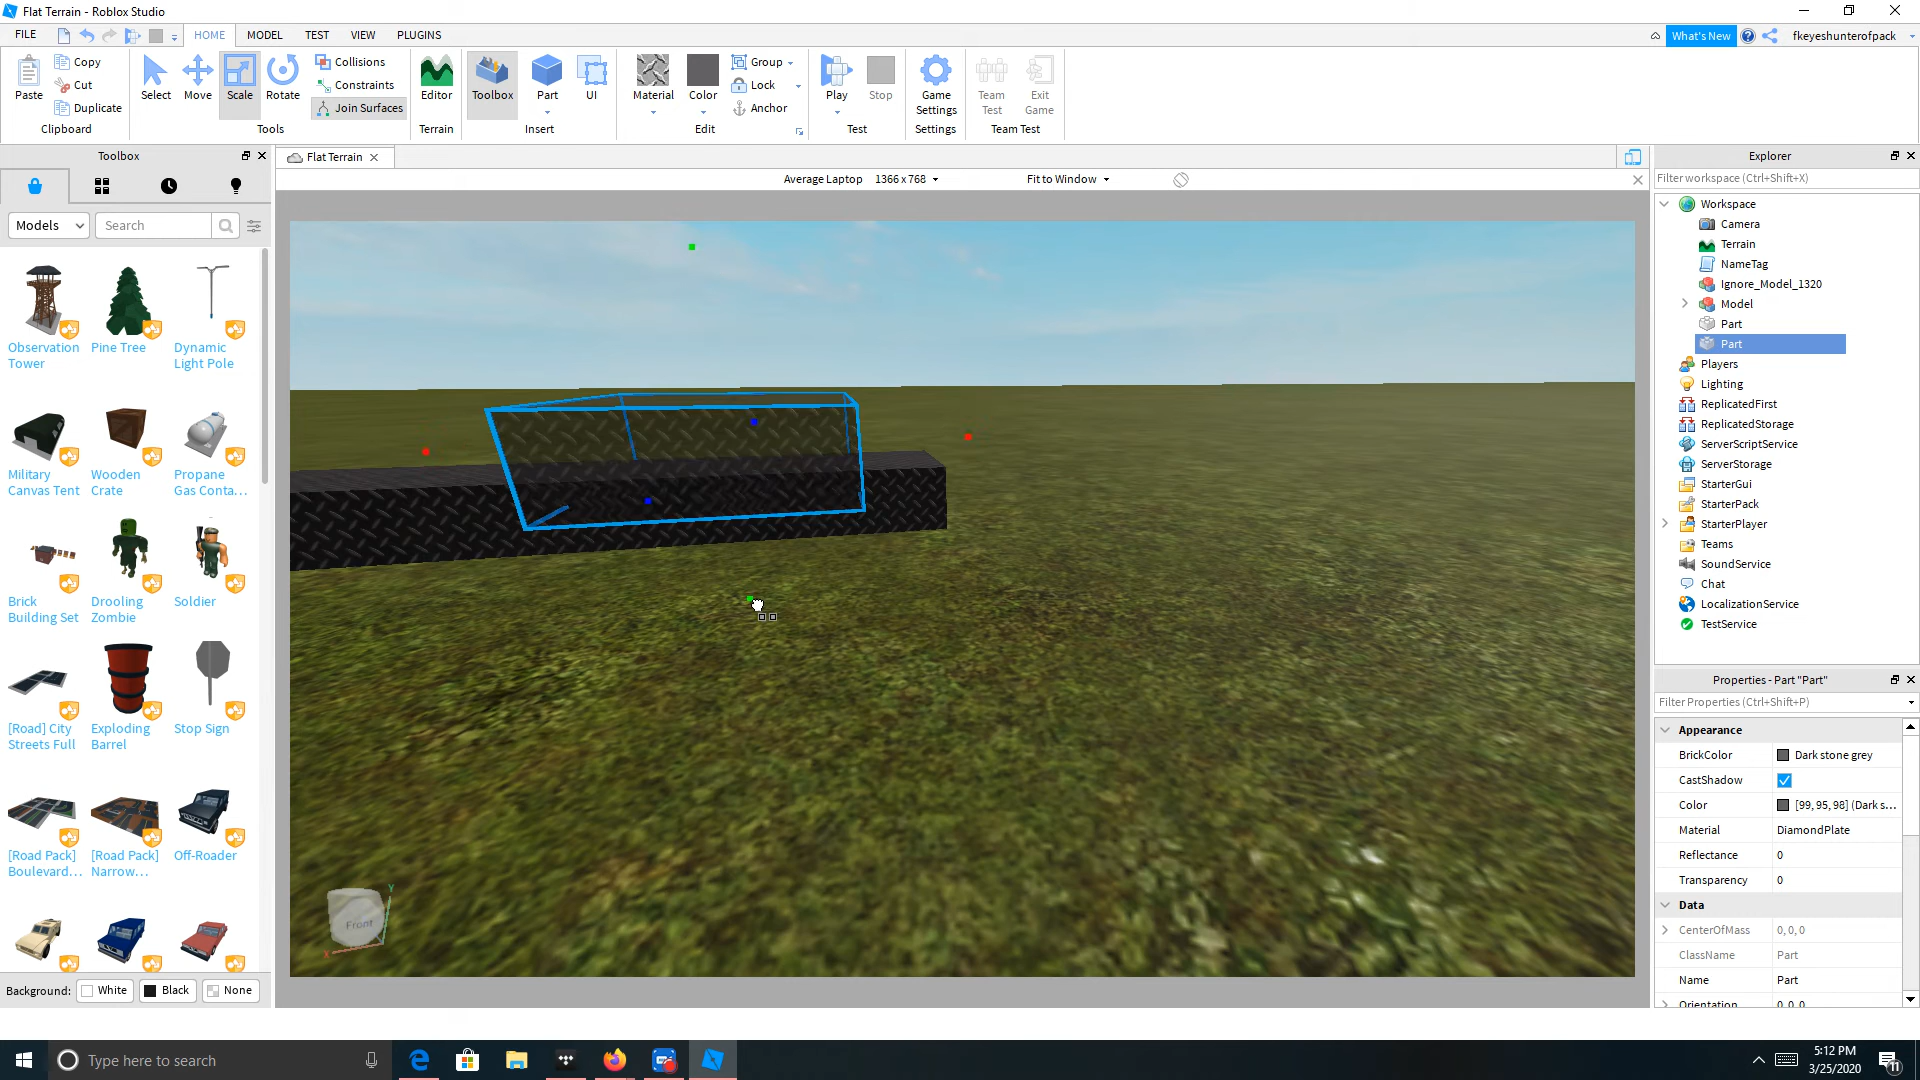 Flat Terrain - Roblox Studio
FILE
HOME
MODEL
TEST
VIEW
PLUGINS
What's New
fkeyeshunterofpack
Paste
Copy
Cut
Duplicate
Clipboard
Select
Move
Scale
Rotate
Collisions
Constraints
Join Surfaces
Tools
Editor
Terrain
Toolbox
Part
UI
Insert
Material
Color
Group
Lock
Anchor
Edit
Play
Stop
Test
Game
Settings
Settings
Team
Test
Exit
Game
Team Test
Toolbox
Models
Search
Observation
Tower
Pine Tree
Dynamic
Light Pole
Military
Canvas Tent
Wooden
Crate
Propane
Gas Conta...
Brick
Building Set
Drooling
Zombie
Soldier
[Road] City
Streets Full
Exploding
Barrel
Stop Sign
[Road Pack]
Boulevard...
[Road Pack]
Narrow...
Off-Roader
Background:
White
Black
None
Flat Terrain
Average Laptop
1366 x 768
Fit to Window
Front
Y
X
Explorer
Filter workspace (Ctrl+Shift+X)
Workspace
Camera
Terrain
NameTag
Ignore_Model_1320
Model
Part
Part
Players
Lighting
ReplicatedFirst
ReplicatedStorage
ServerScriptService
ServerStorage
StarterGui
StarterPack
StarterPlayer
Teams
SoundService
Chat
LocalizationService
TestService
Properties - Part "Part"
Filter Properties (Ctrl+Shift+P)
Appearance
BrickColor Dark stone grey
CastShadow
Color [99, 95, 98] (Dark s...
Material DiamondPlate
Reflectance 0
Transparency 0
Data
CenterOfMass 0, 0, 0
ClassName Part
Name Part
Orientation 0, 0, 0
Type here to search
5:12 PM
3/25/2020
11